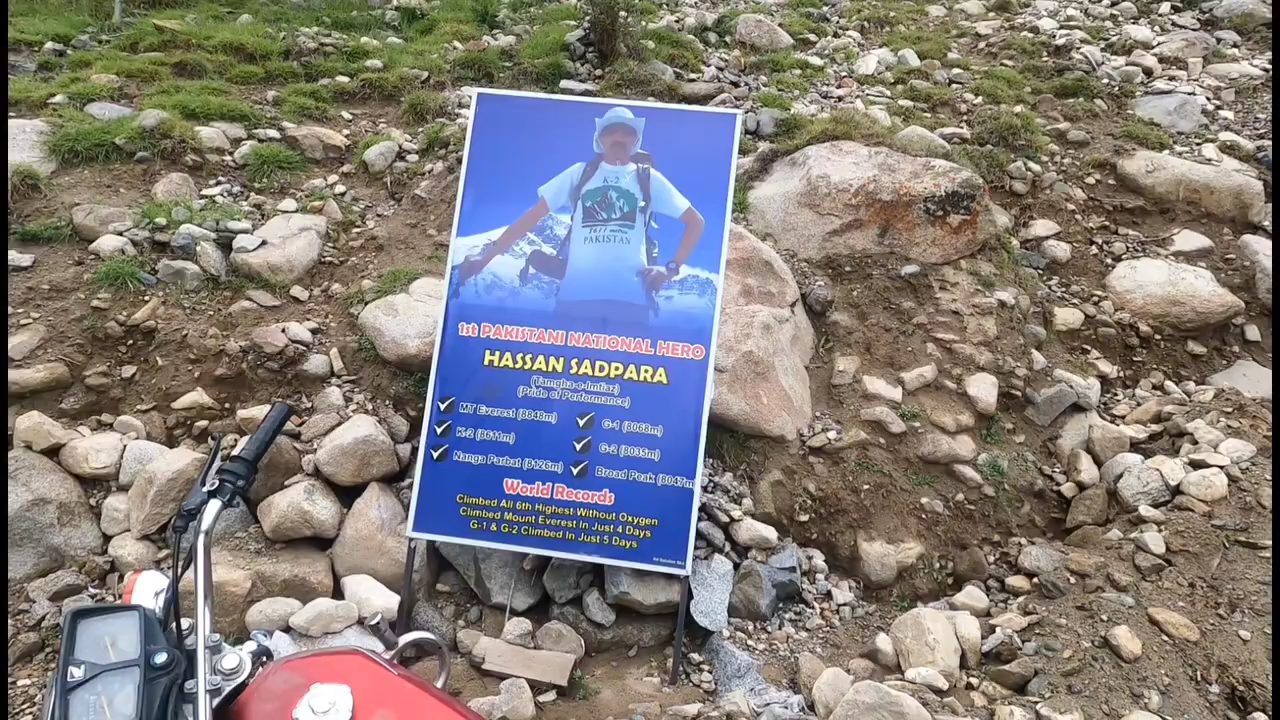 K-2
8611 metres
PAKISTAN
1st PAKISTANI NATIONAL HERO
HASSAN SADPARA
(Tamgha-e-Imtiaz)
(Pride of Performance)
MT Everest (8848m)
G-1 (8068m)
K-2 (8611m)
G-2 (8035m)
Nanga Parbat (8126m)
Broad Peak (8047m
World Records
Climbed All 6th Highest Without Oxygen
Climbed Mount Everest In Just 4 Days
G-1 & G-2 Climbed In Just 5 Days